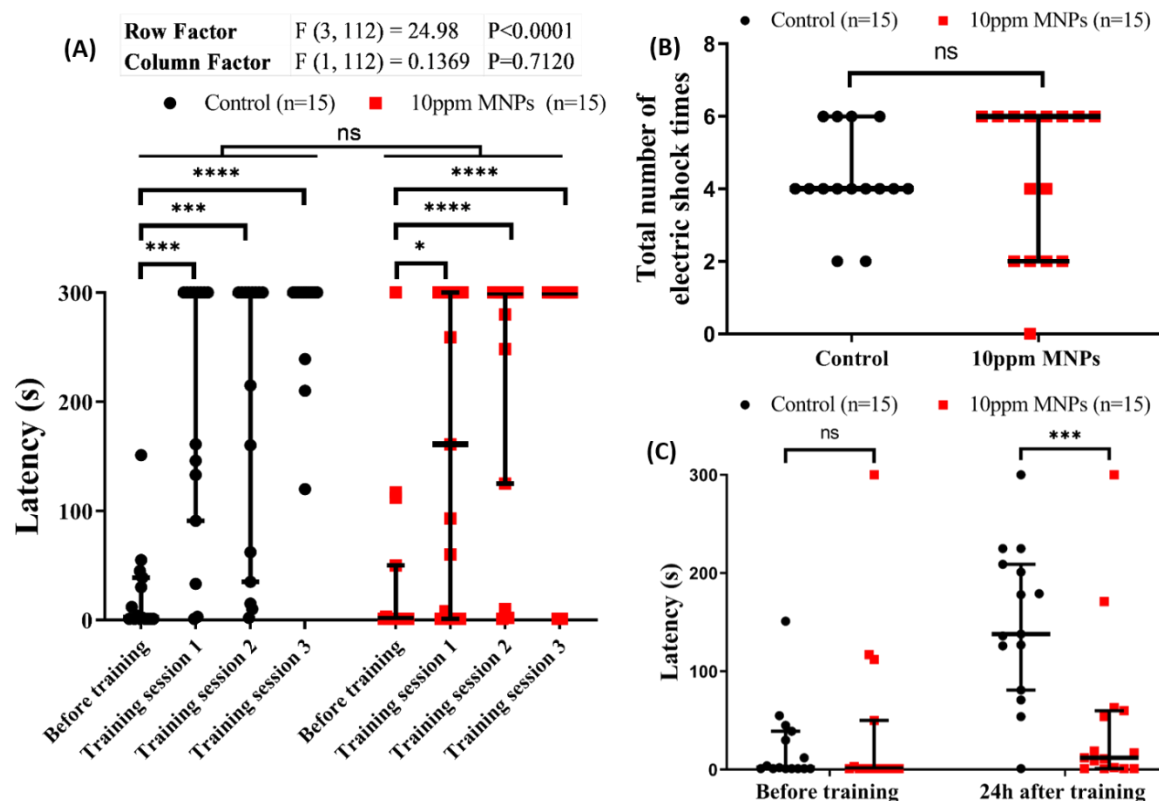 (A)
Row Factor F (3, 112) = 24.98 P<0.0001
Column Factor F (1, 112) = 0.1369 P=0.7120
Control (n=15) 10ppm MNPs (n=15)
ns
**** ****
*** ****
*** *
Latency (s)
300
200
100
0
Before training
Training session 1
Training session 2
Training session 3
Before training
Training session 1
Training session 2
Training session 3
(B)
Control (n=15) 10ppm MNPs (n=15)
ns
Total number of
electric shock times
8
6
4
2
0
Control 10ppm MNPs
(C)
Control (n=15) 10ppm MNPs (n=15)
ns ***
Latency (s)
300
200
100
0
Before training 24h after training